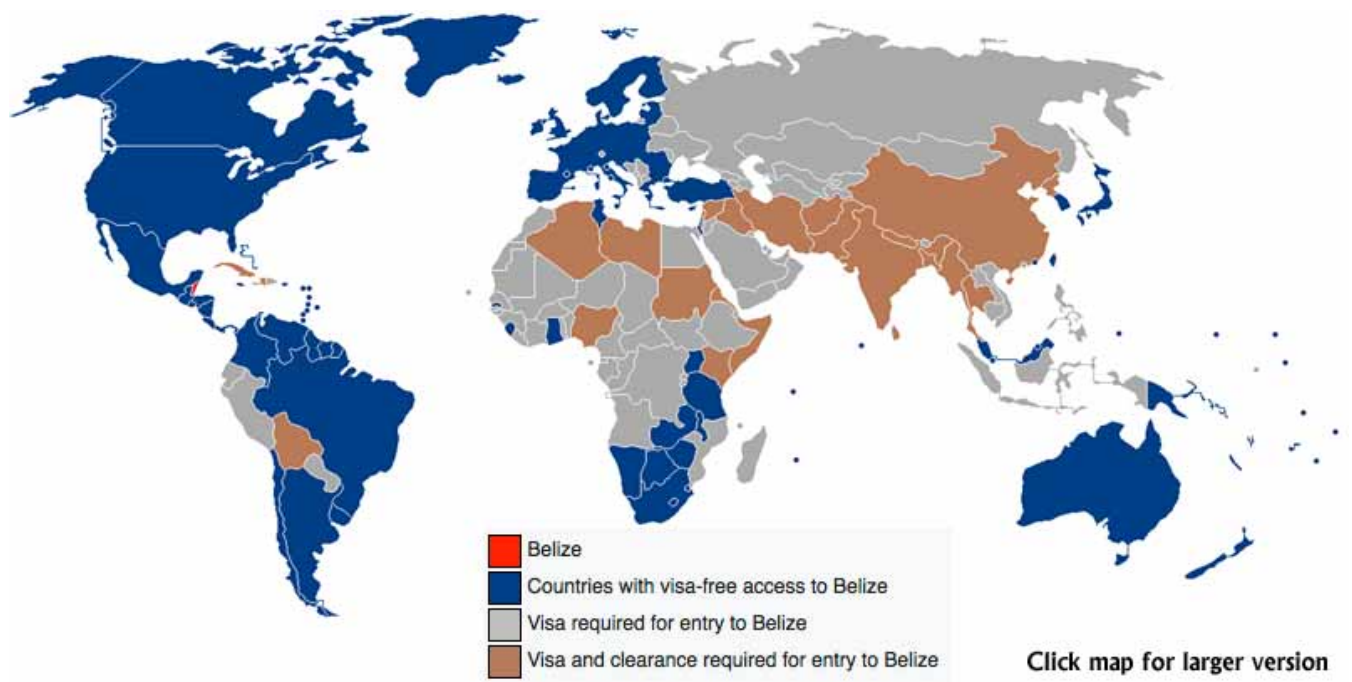 Belize
Countries with visa-free access to Belize
Visa required for entry to Belize
Visa and clearance required for entry to Belize
Click map for larger version